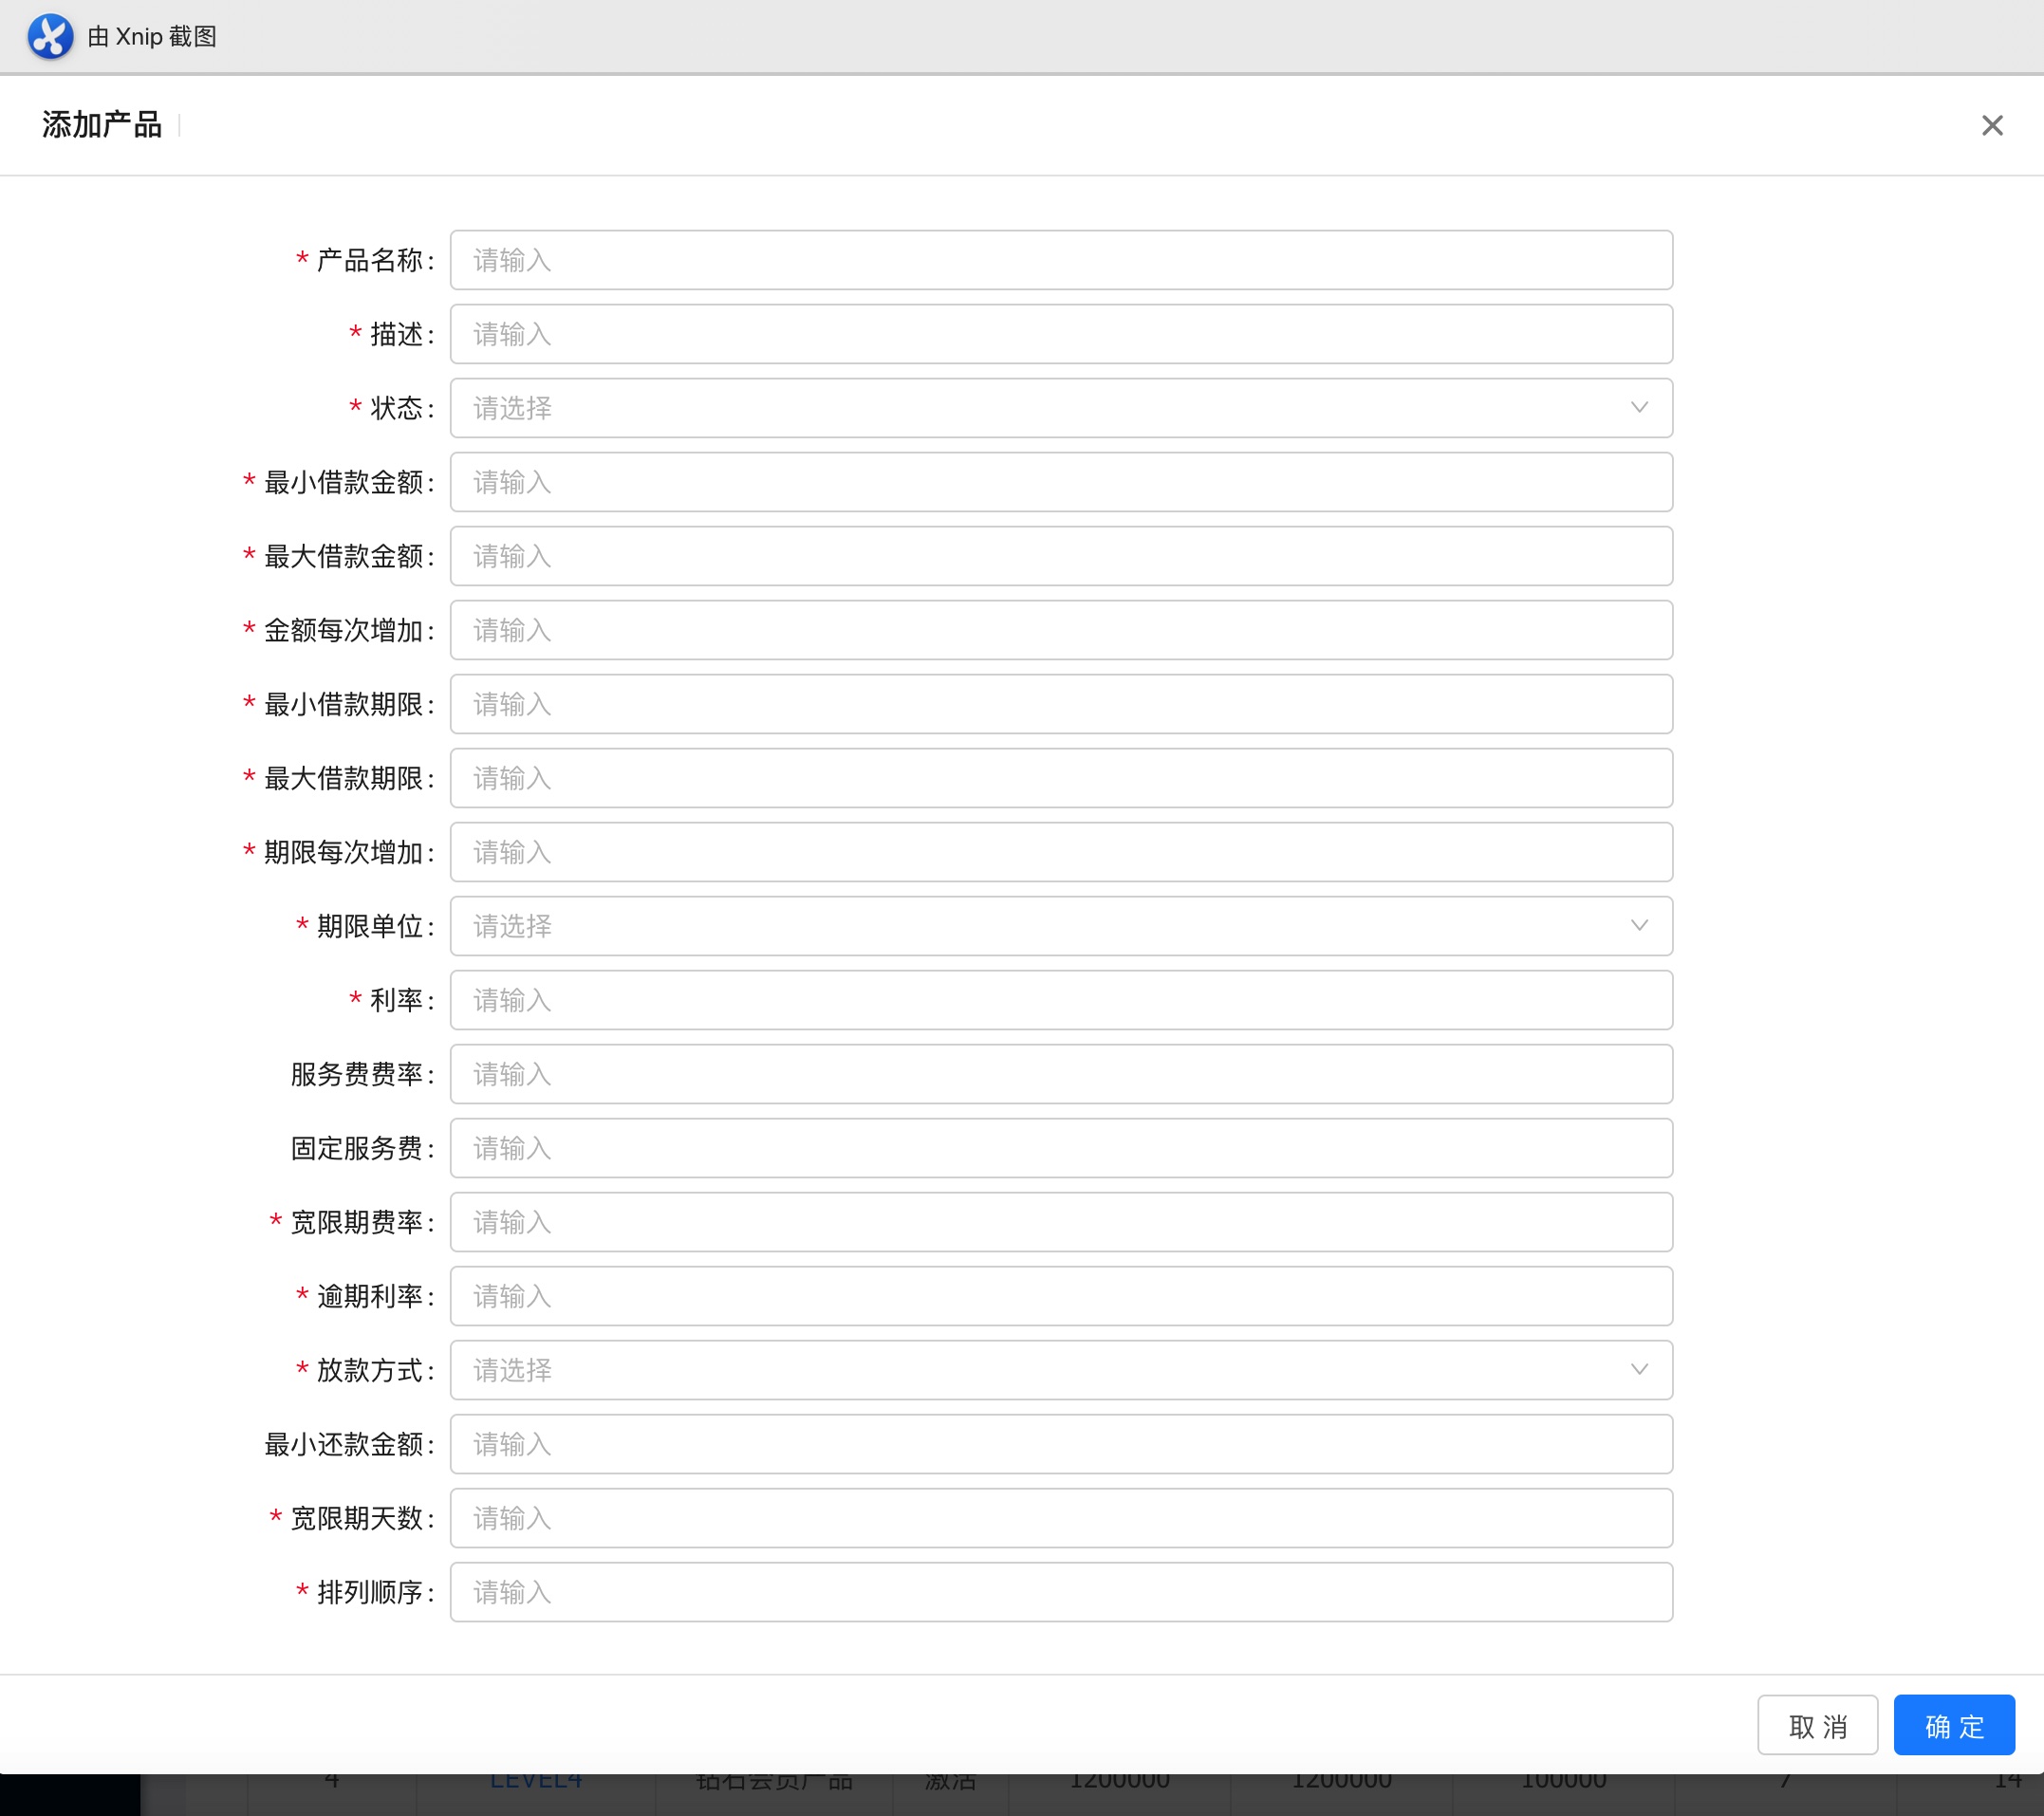 由 Xnip 截图
添加产品
* 产品名称: 请输入
* 描述: 请输入
* 状态: 请选择
* 最小借款金额: 请输入
* 最大借款金额: 请输入
* 金额每次增加: 请输入
* 最小借款期限: 请输入
* 最大借款期限: 请输入
* 期限每次增加: 请输入
* 期限单位: 请选择
* 利率: 请输入
服务费费率: 请输入
固定服务费: 请输入
* 宽限期费率: 请输入
* 逾期利率: 请输入
* 放款方式: 请选择
最小还款金额: 请输入
* 宽限期天数: 请输入
* 排列顺序: 请输入
取 消 确 定
4 LEVEL4 钻石会员产品 激活 1200000 1200000 100000 7 14